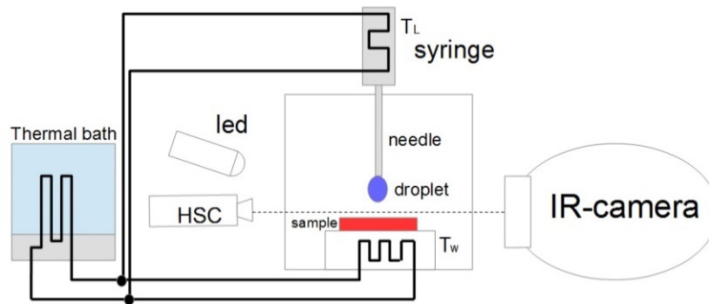 TL
syringe
Thermal bath
led
needle
droplet
HSC
IR-camera
sample
Tw